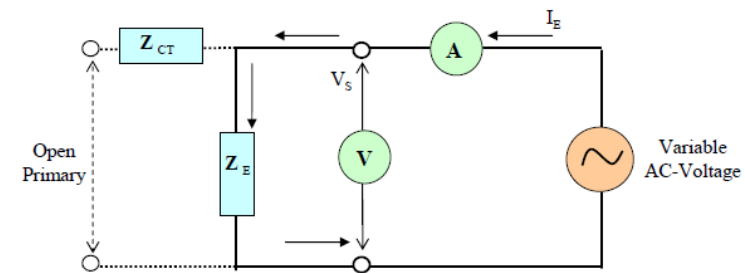 Z CT
I E
A
V S
Open
Primary
Z E
V
Variable
AC-Voltage